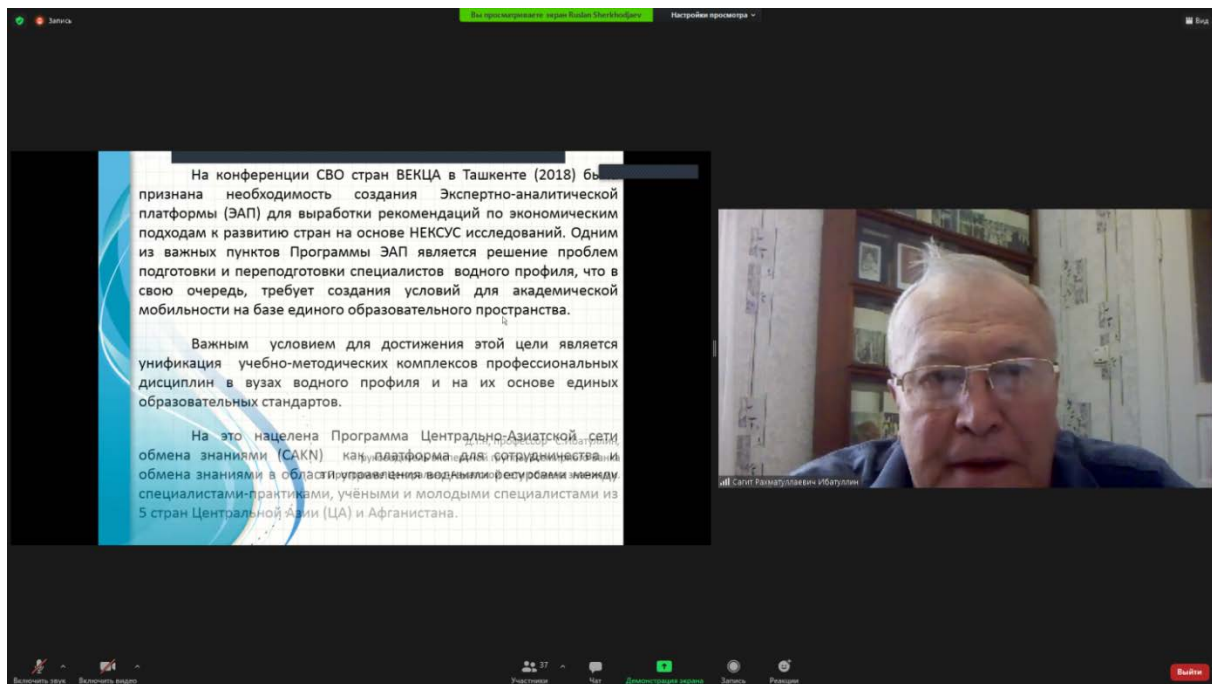 Запись
Вы просматриваете экран Ruslan Sherkhodjaev
Настройки просмотра
Вид
На конференции СВО стран ВЕКЦА в Ташкенте (2018)
признана необходимость создания Экспертно-аналитической
платформы (ЭАП) для выработки рекомендаций по экономическим
подходам к развитию стран на основе НЕКСУС исследований. Одним
из важных пунктов Программы ЭАП является решение проблем
подготовки и переподготовки специалистов водного профиля, что в
свою очередь, требует создания условий для академической
мобильности на базе единого образовательного пространства.
Важным условием для достижения этой цели является
унификация учебно-методических комплексов профессиональных
дисциплин в вузах водного профиля и на их основе единых
образовательных стандартов.
На это нацелена Программа Центрально-Азиатской сети
обмена знаниями (CAKN) как платформа для сотрудничества и
обмена знаниями в области управления водными ресурсами между
специалистами-практиками, учёными и молодыми специалистами из
5 стран Центральной Азии (ЦА) и Афганистана.
Сагит Рахматуллаевич Ибатуллин
Включить звук
Включить видео
37
Участники
Чат
Демонстрация экрана
Запись
Реакции
Выйти